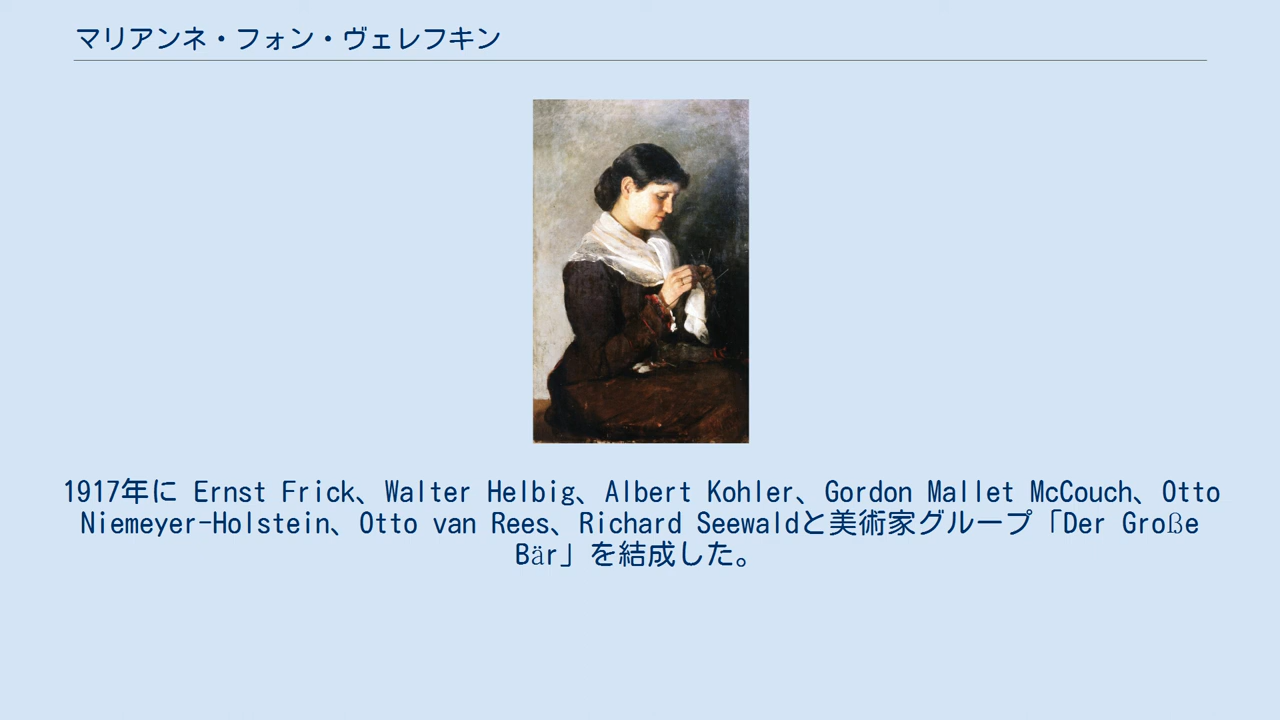 マリアンネ・フォン・ヴェレフキン
1917年に Ernst Frick、Walter Helbig、Albert Kohler、Gordon Mallet McCouch、Otto
Niemeyer-Holstein、Otto van Rees、Richard Seewaldと美術家グループ「Der Große
Bär」を結成した。